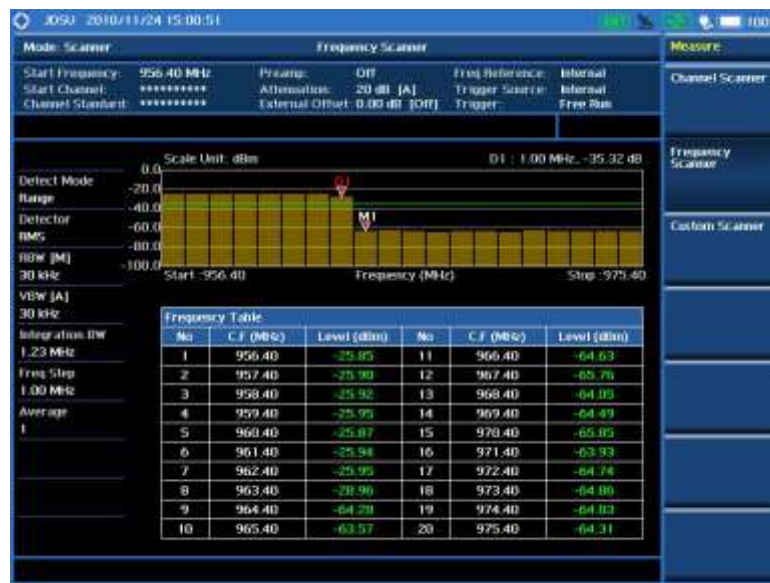 JDSU 2010/11/24 15:00:51
100
Mode: Scanner
Frequency Scanner
Measure
Start Frequency: 956.40 MHz
Start Channel: **********
Channel Standard: **********
Preamp: Off
Attenuation: 20 dB [A]
External Offset: 0.00 dB [Off]
Freq Reference: Internal
Trigger Source: Internal
Trigger: Free Run
Channel Scanner
Frequency Scanner
Custom Scanner
Detect Mode
Range
Detector
RMS
RBW [M]
30 kHz
VBW [A]
30 kHz
Integration BW
1.23 MHz
Freq Step
1.00 MHz
Average
1
Scale Unit: dBm
D1 : 1.00 MHz, -35.32 dB
0.0
-20.0
-40.0
-60.0
-80.0
-100.0
D1
M1
Start :956.40
Frequency (MHz)
Stop :975.40
Frequency Table
No C.F (MHz) Level (dBm) No C.F (MHz) Level (dBm)
1 956.40 -25.85 11 966.40 -64.63
2 957.40 -25.90 12 967.40 -65.76
3 958.40 -25.92 13 968.40 -64.09
4 959.40 -25.95 14 969.40 -64.49
5 960.40 -25.87 15 970.40 -65.05
6 961.40 -25.94 16 971.40 -63.93
7 962.40 -25.95 17 972.40 -64.74
8 963.40 -28.96 18 973.40 -64.86
9 964.40 -64.28 19 974.40 -64.83
10 965.40 -63.57 20 975.40 -64.31